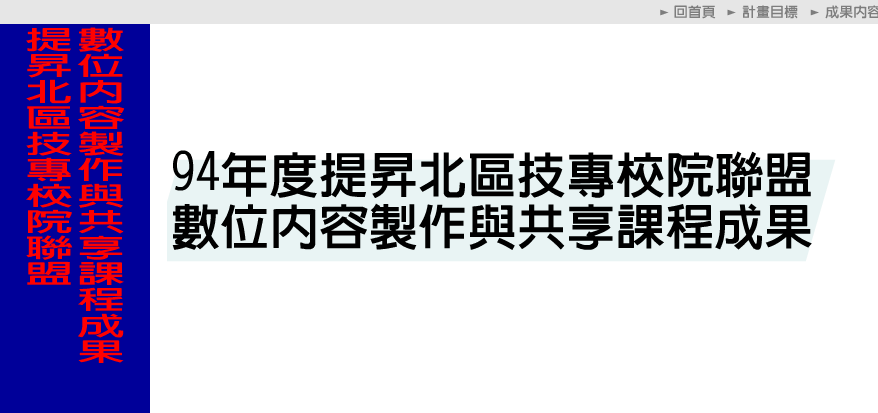 ► 回首頁 ► 計畫目標 ► 成果內容
數位內容製作與共享課程成果
提昇北區技專校院聯盟
94年度提昇北區技專校院聯盟
數位內容製作與共享課程成果